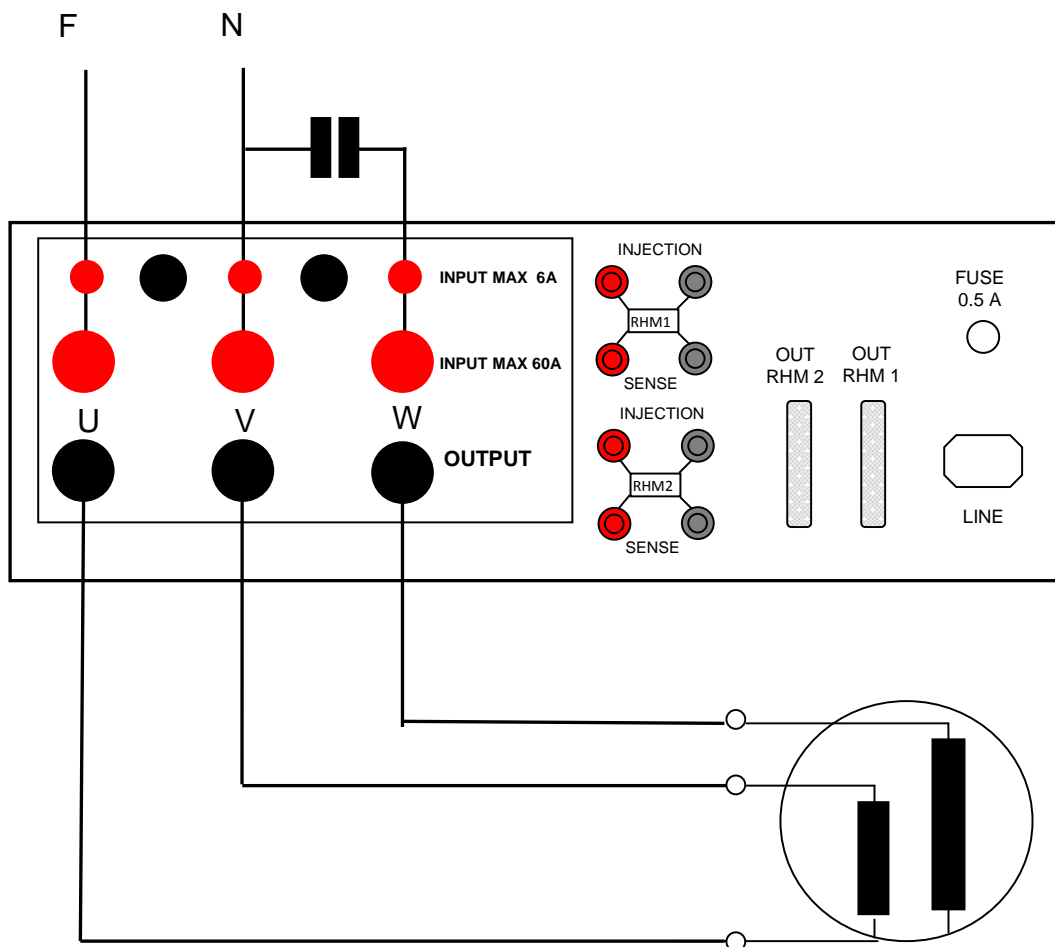 F N
INJECTION
INPUT MAX 6A
FUSE
0.5 A
RHM1
OUT
RHM 2
OUT
RHM 1
INPUT MAX 60A
SENSE
U V W
INJECTION
OUTPUT
RHM2
LINE
SENSE